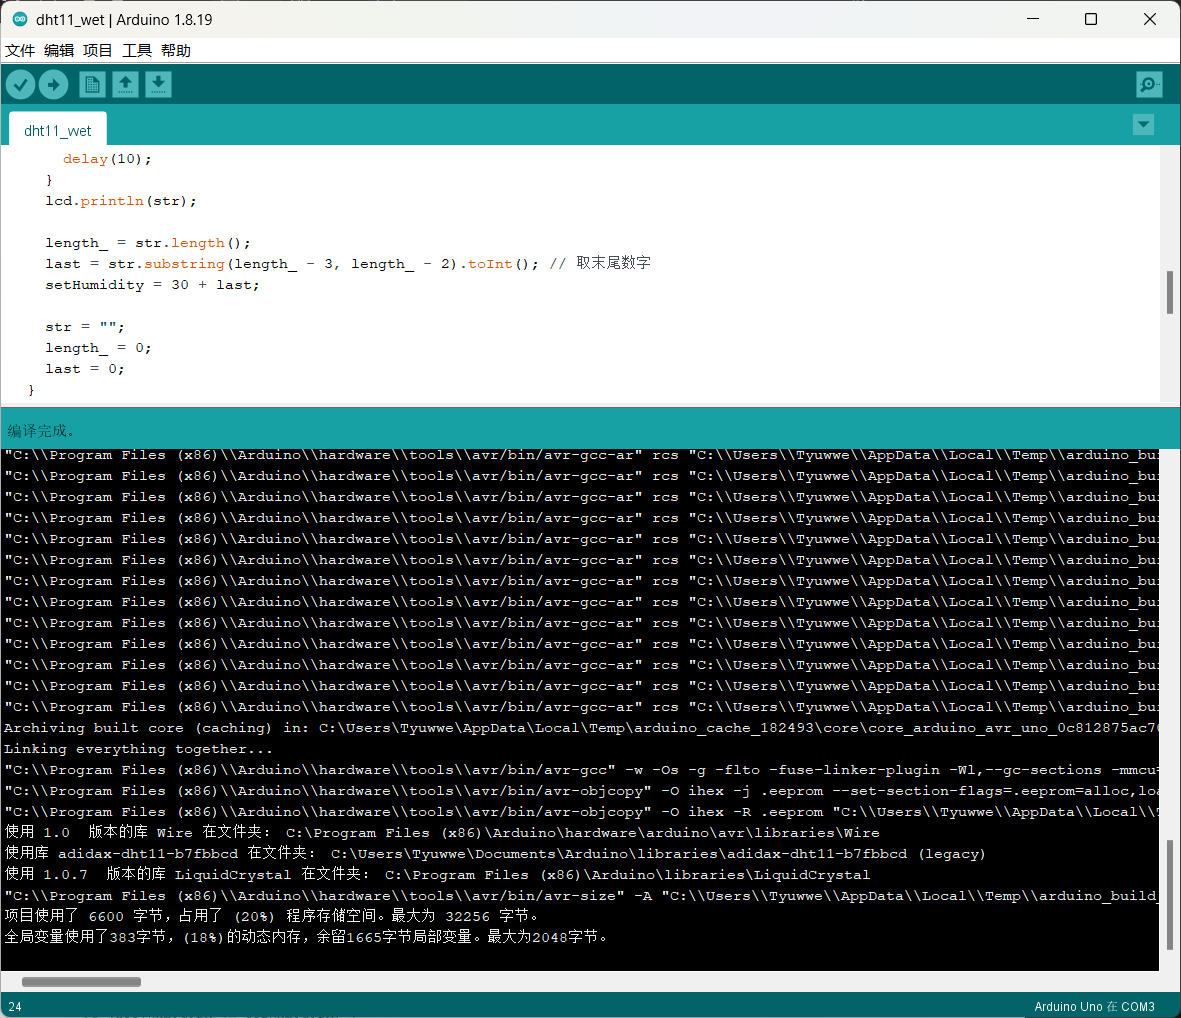 dht11_wet | Arduino 1.8.19
文件 编辑 项目 工具 帮助
dht11_wet
delay(10);
}
lcd.println(str);
length_ = str.length();
last = str.substring(length_ - 3, length_ - 2).toInt(); // 取末尾数字
setHumidity = 30 + last;
str = "";
length_ = 0;
last = 0;
}
编译完成。
"C:\\Program Files (x86)\\Arduino\\hardware\\tools\\avr/bin/avr-gcc-ar" rcs "C:\\Users\\Tyuwwe\\AppData\\Local\\Temp\\arduino_bui
"C:\\Program Files (x86)\\Arduino\\hardware\\tools\\avr/bin/avr-gcc-ar" rcs "C:\\Users\\Tyuwwe\\AppData\\Local\\Temp\\arduino_bui
"C:\\Program Files (x86)\\Arduino\\hardware\\tools\\avr/bin/avr-gcc-ar" rcs "C:\\Users\\Tyuwwe\\AppData\\Local\\Temp\\arduino_bui
"C:\\Program Files (x86)\\Arduino\\hardware\\tools\\avr/bin/avr-gcc-ar" rcs "C:\\Users\\Tyuwwe\\AppData\\Local\\Temp\\arduino_bui
"C:\\Program Files (x86)\\Arduino\\hardware\\tools\\avr/bin/avr-gcc-ar" rcs "C:\\Users\\Tyuwwe\\AppData\\Local\\Temp\\arduino_bui
"C:\\Program Files (x86)\\Arduino\\hardware\\tools\\avr/bin/avr-gcc-ar" rcs "C:\\Users\\Tyuwwe\\AppData\\Local\\Temp\\arduino_bui
"C:\\Program Files (x86)\\Arduino\\hardware\\tools\\avr/bin/avr-gcc-ar" rcs "C:\\Users\\Tyuwwe\\AppData\\Local\\Temp\\arduino_bui
"C:\\Program Files (x86)\\Arduino\\hardware\\tools\\avr/bin/avr-gcc-ar" rcs "C:\\Users\\Tyuwwe\\AppData\\Local\\Temp\\arduino_bui
"C:\\Program Files (x86)\\Arduino\\hardware\\tools\\avr/bin/avr-gcc-ar" rcs "C:\\Users\\Tyuwwe\\AppData\\Local\\Temp\\arduino_bui
"C:\\Program Files (x86)\\Arduino\\hardware\\tools\\avr/bin/avr-gcc-ar" rcs "C:\\Users\\Tyuwwe\\AppData\\Local\\Temp\\arduino_bui
"C:\\Program Files (x86)\\Arduino\\hardware\\tools\\avr/bin/avr-gcc-ar" rcs "C:\\Users\\Tyuwwe\\AppData\\Local\\Temp\\arduino_bui
"C:\\Program Files (x86)\\Arduino\\hardware\\tools\\avr/bin/avr-gcc-ar" rcs "C:\\Users\\Tyuwwe\\AppData\\Local\\Temp\\arduino_bui
"C:\\Program Files (x86)\\Arduino\\hardware\\tools\\avr/bin/avr-gcc-ar" rcs "C:\\Users\\Tyuwwe\\AppData\\Local\\Temp\\arduino_bui
Archiving built core (caching) in: C:\Users\Tyuwwe\AppData\Local\Temp\arduino_cache_182493\core\core_arduino_avr_uno_0c812875ac70
Linking everything together...
"C:\\Program Files (x86)\\Arduino\\hardware\\tools\\avr/bin/avr-gcc" -w -Os -g -flto -fuse-linker-plugin -Wl,--gc-sections -mmcu=
"C:\\Program Files (x86)\\Arduino\\hardware\\tools\\avr/bin/avr-objcopy" -O ihex -j .eeprom --set-section-flags=.eeprom=alloc,loa
"C:\\Program Files (x86)\\Arduino\\hardware\\tools\\avr/bin/avr-objcopy" -O ihex -R .eeprom "C:\\Users\\Tyuwwe\\AppData\\Local\\T
使用 1.0  版本的库 Wire 在文件夹： C:\Program Files (x86)\Arduino\hardware\arduino\avr\libraries\Wire
使用库 adidax-dht11-b7fbbcd 在文件夹： C:\Users\Tyuwwe\Documents\Arduino\libraries\adidax-dht11-b7fbbcd (legacy)
使用 1.0.7  版本的库 LiquidCrystal 在文件夹： C:\Program Files (x86)\Arduino\libraries\LiquidCrystal
"C:\\Program Files (x86)\\Arduino\\hardware\\tools\\avr/bin/avr-size" -A "C:\\Users\\Tyuwwe\\AppData\\Local\\Temp\\arduino_build_
项目使用了 6600 字节，占用了 (20%) 程序存储空间。最大为 32256 字节。
全局变量使用了383字节，(18%)的动态内存，余留1665字节局部变量。最大为2048字节。
24
Arduino Uno 在 COM3